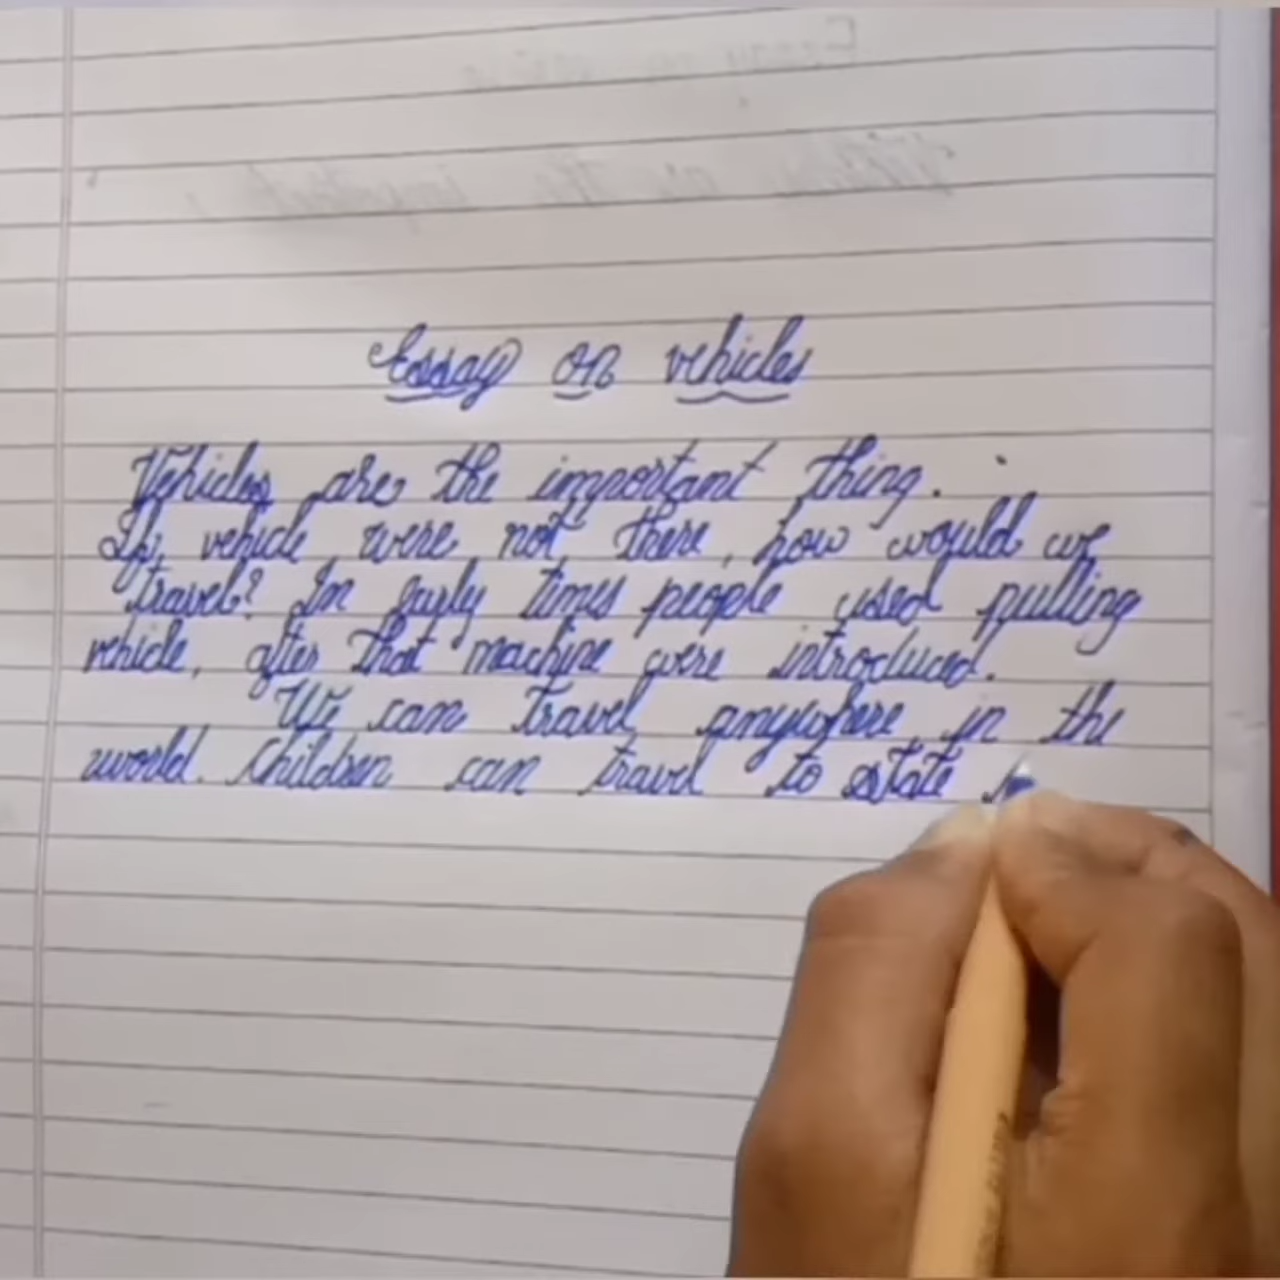 Essay on vehicles
Vehicles are the important thing.
If vehicle were not there, how would we
travel? In early times people used pulling
vehicle, after that machine were introduced.
We can travel anywhere in the
world. Children can travel to state